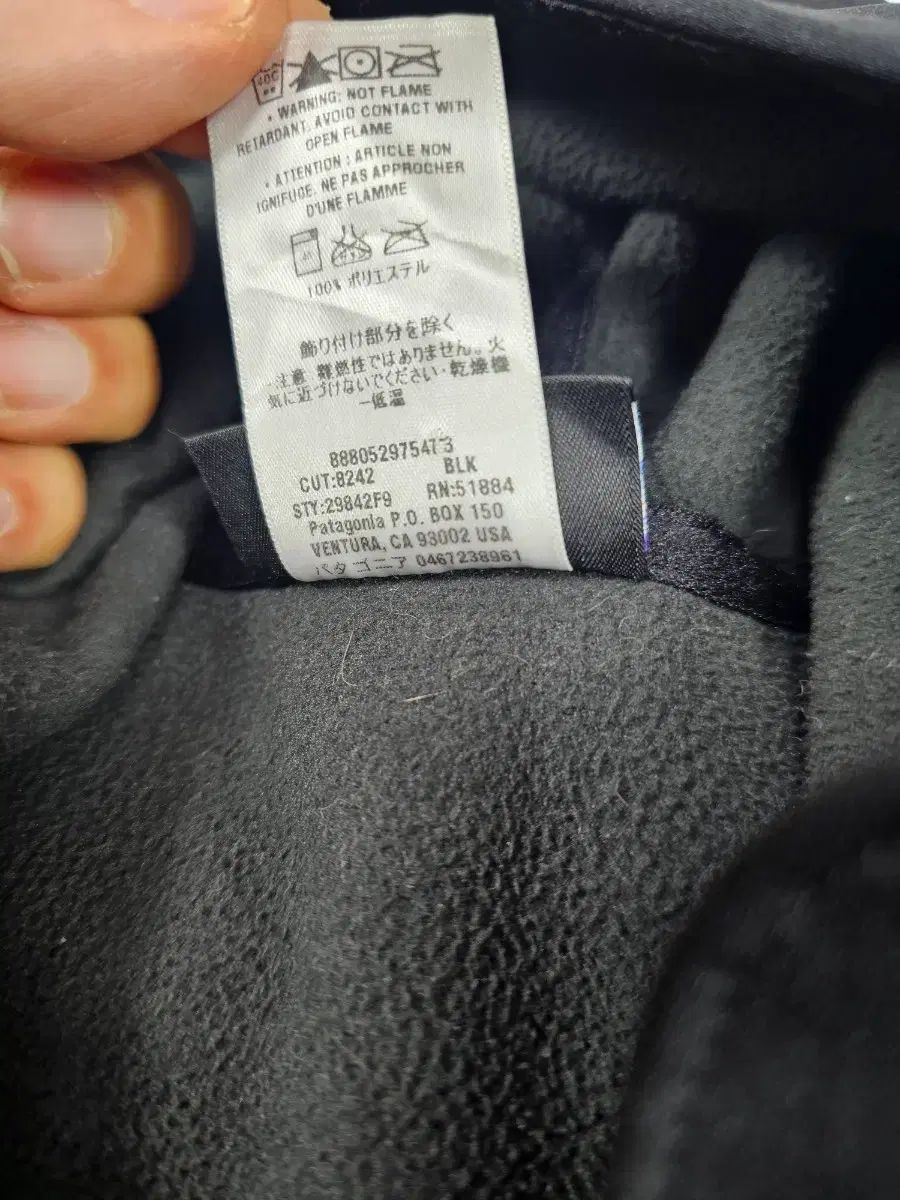 40C
• WARNING: NOT FLAME
RETARDANT. AVOID CONTACT WITH
OPEN FLAME
• ATTENTION : ARTICLE NON
IGNIFUGE. NE PAS APPROCHER
D'UNE FLAMME
100% ポリエステル
飾り付け部分を除く
注意 難燃性ではありません。火
気に近づけないでください・乾燥機
-低温
888052975473
CUT:8242 BLK
STY:29842F9 RN:51884
Patagonia P.O. BOX 150
VENTURA, CA 93002 USA
パタゴニア 0467238961